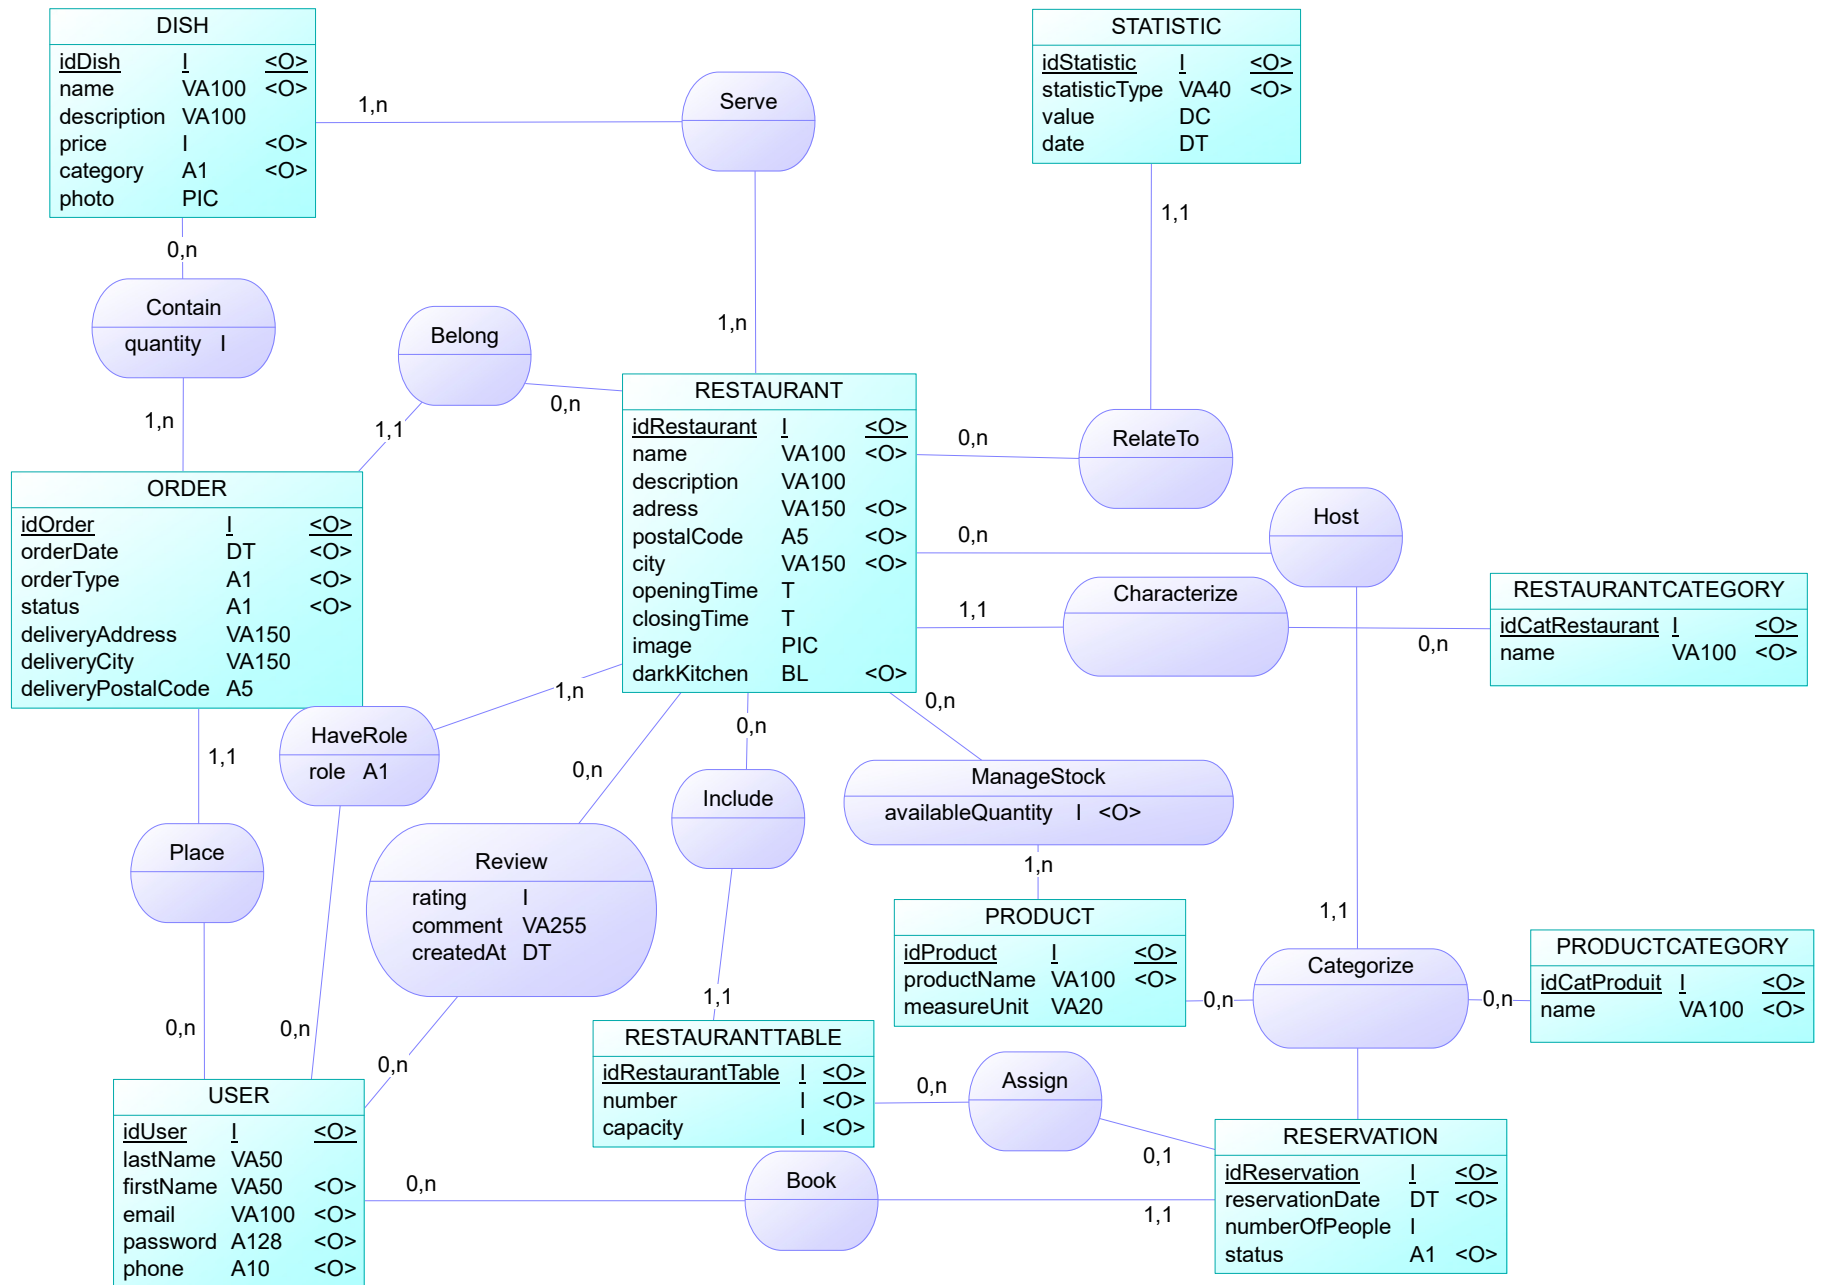 DISH
idDish I <O>
name VA100 <O>
description VA100
price I <O>
category A1 <O>
photo PIC
1,n
Serve
1,n
STATISTIC
idStatistic I <O>
statisticType VA40 <O>
value DC
date DT
1,1
0,n
Contain
quantity I
1,n
Belong
1,1
0,n
RESTAURANT
idRestaurant I <O>
name VA100 <O>
description VA100
adress VA150 <O>
postalCode A5 <O>
city VA150 <O>
openingTime T
closingTime T
image PIC
darkKitchen BL <O>
0,n
RelateTo
0,n
Host
1,1
Characterize
0,n
RESTAURANTCATEGORY
idCatRestaurant I <O>
name VA100 <O>
ORDER
idOrder I <O>
orderDate DT <O>
orderType A1 <O>
status A1 <O>
deliveryAddress VA150
deliveryCity VA150
deliveryPostalCode A5
1,1
HaveRole
role A1
1,n
0,n
0,n
0,n
Place
0,n
0,n
Review
rating I
comment VA255
createdAt DT
0,n
Include
1,1
ManageStock
availableQuantity I <O>
1,n
PRODUCT
idProduct I <O>
productName VA100 <O>
measureUnit VA20
0,n
1,1
Categorize
0,n
PRODUCTCATEGORY
idCatProduit I <O>
name VA100 <O>
RESTAURANTTABLE
idRestaurantTable I <O>
number I <O>
capacity I <O>
0,n
Assign
0,1
USER
idUser I <O>
lastName VA50
firstName VA50 <O>
email VA100 <O>
password A128 <O>
phone A10 <O>
0,n
Book
1,1
RESERVATION
idReservation I <O>
reservationDate DT <O>
numberOfPeople I
status A1 <O>